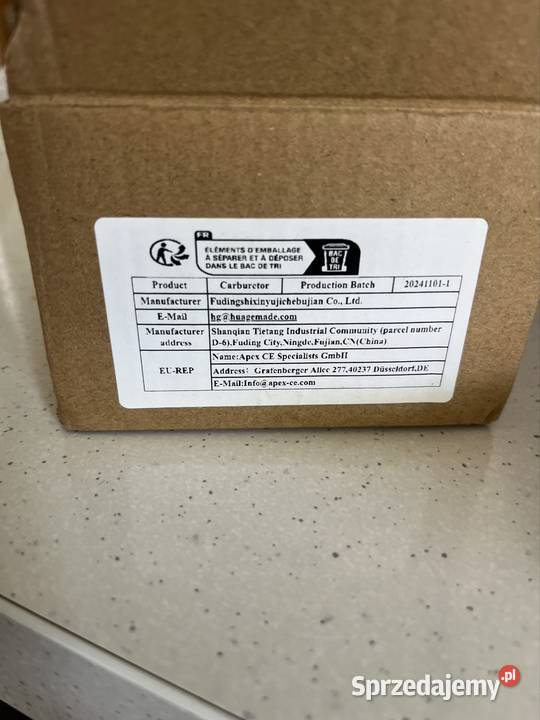 FR
ÉLÉMENTS D'EMBALLAGE
À SÉPARER ET À DÉPOSER
DANS LE BAC DE TRI
BAC
DE
TRI
Product Carburetor Production Batch 20241101-1
Manufacturer Fudingshixinyujichebujian Co., Ltd.
E-Mail hg@huagemade.com
Manufacturer address Shanqian Tietang Industrial Community (parcel number
D-6),Fuding City,Ningde,Fujian,CN(China)
EU-REP Name:Apex CE Specialists GmbH
Address: Grafenberger Allee 277,40237 Düsseldorf,DE
E-Mail:Info@apex-ce.com
Sprzedajemy.pl